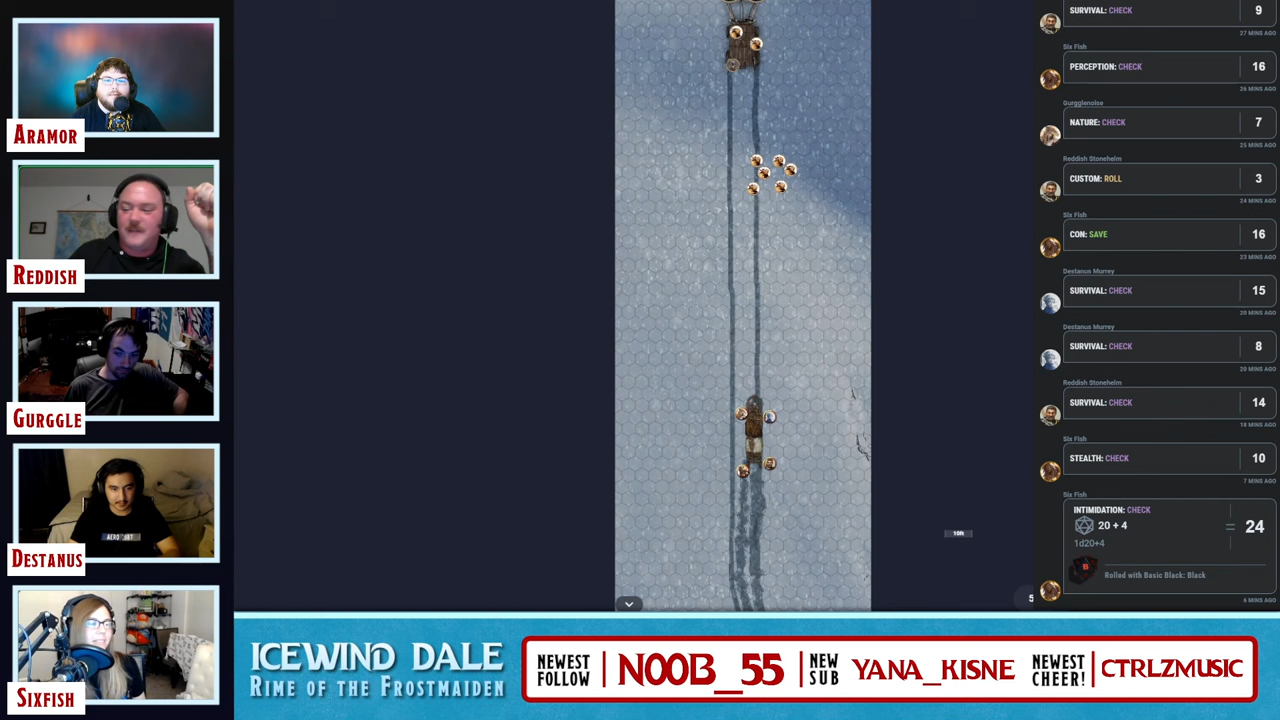 ARAMOR
REDDISH
GURGGLE
DESTANUS
AERO
SIXFISH
10ft
5
SURVIVAL: CHECK 9
27 MINS AGO
Six Fish
PERCEPTION: CHECK 16
26 MINS AGO
Gurgglenoise
NATURE: CHECK 7
25 MINS AGO
Reddish Stonehelm
CUSTOM: ROLL 3
24 MINS AGO
Six Fish
CON: SAVE 16
23 MINS AGO
Destanus Murrey
SURVIVAL: CHECK 15
20 MINS AGO
Destanus Murrey
SURVIVAL: CHECK 8
20 MINS AGO
Reddish Stonehelm
SURVIVAL: CHECK 14
18 MINS AGO
Six Fish
STEALTH: CHECK 10
7 MINS AGO
Six Fish
INTIMIDATION: CHECK
20 + 4 = 24
1d20+4
B
Rolled with Basic Black: Black
6 MINS AGO
ICEWIND DALE
RIME OF THE FROSTMAIDEN
NEWEST FOLLOW | NOOB_55 | NEW SUB YANA_KISNE NEWEST CHEER! | CTRLZMUSIC